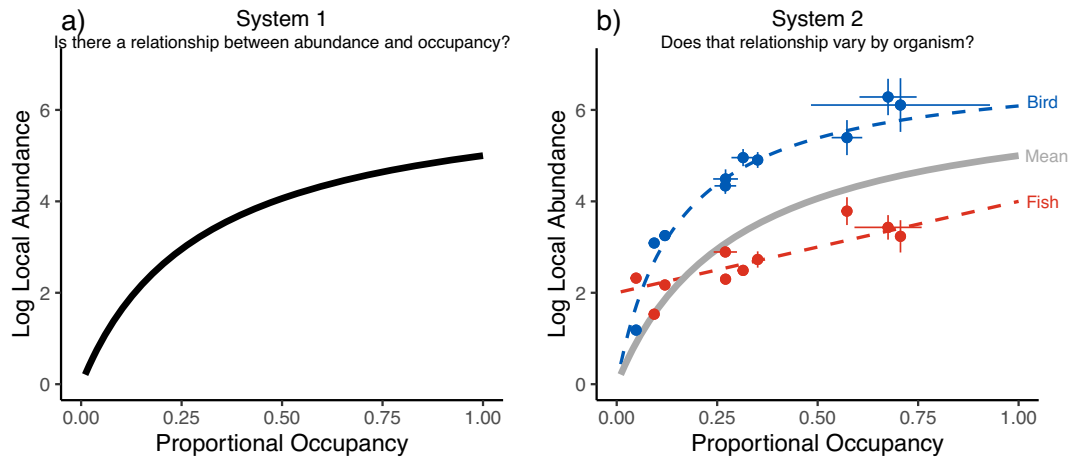 a)
System 1
Is there a relationship between abundance and occupancy?
Log Local Abundance
6
4
2
0
0.00 0.25 0.50 0.75 1.00
Proportional Occupancy
b)
System 2
Does that relationship vary by organism?
Log Local Abundance
6
4
2
0
Bird
Mean
Fish
0.00 0.25 0.50 0.75 1.00
Proportional Occupancy